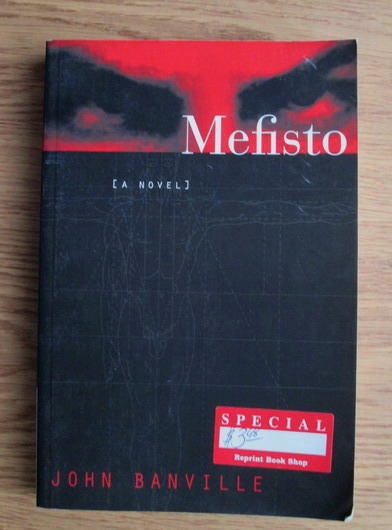 Mefisto
[A NOVEL]
SPECIAL
Reprint Book Shop
JOHN BANVILLE